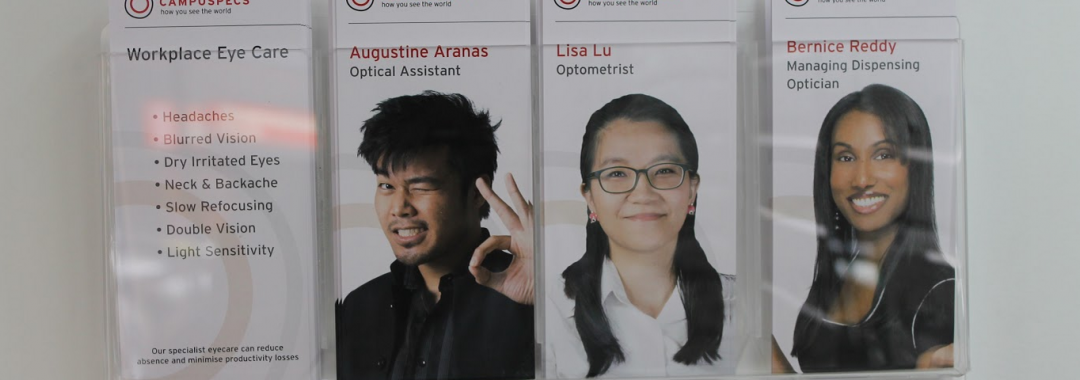 CAMPUSPECS
how you see the world
Workplace Eye Care
• Headaches
• Blurred Vision
• Dry Irritated Eyes
• Neck & Backache
• Slow Refocusing
• Double Vision
• Light Sensitivity
Our specialist eyecare can reduce
absence and minimise productivity losses
how you see the world
Augustine Aranas
Optical Assistant
how you see the world
Lisa Lu
Optometrist
how you see the world
Bernice Reddy
Managing Dispensing
Optician